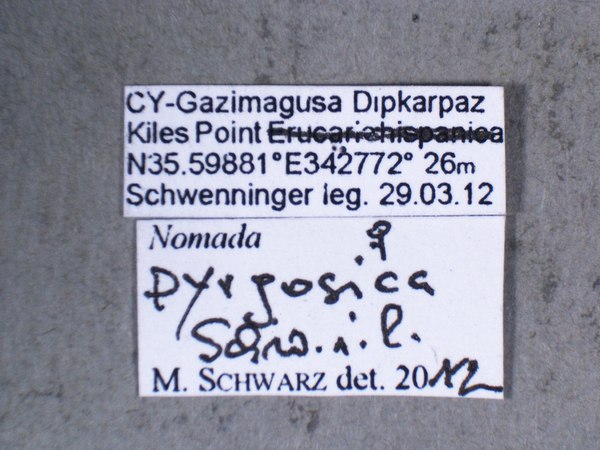 CY-Gazimagusa Dipkarpaz
Kiles Point Erucaria hispanica
N35.59881° E342772° 26m
Schwenninger leg. 29.03.12
Nomada ♀
pyrgosica
Schw. i. l.
M. SCHWARZ det. 2012